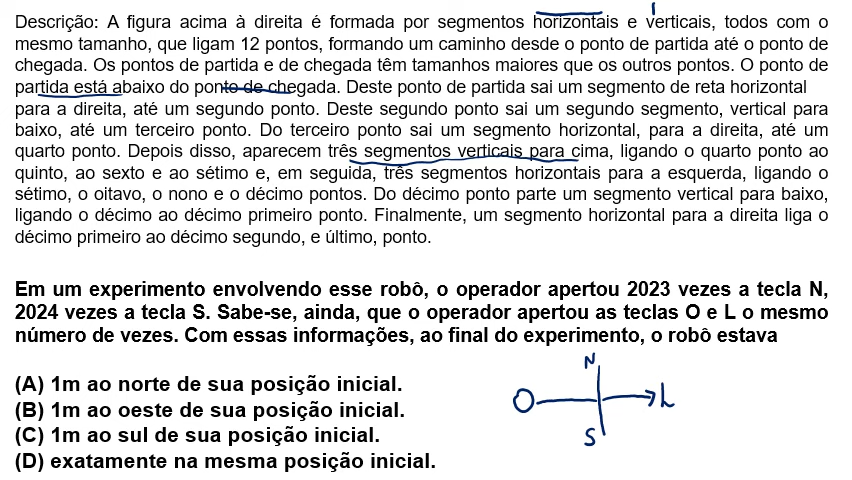 Descrição: A figura acima à direita é formada por segmentos horizontais e verticais, todos com o
mesmo tamanho, que ligam 12 pontos, formando um caminho desde o ponto de partida até o ponto de
chegada. Os pontos de partida e de chegada têm tamanhos maiores que os outros pontos. O ponto de
partida está abaixo do ponto de chegada. Deste ponto de partida sai um segmento de reta horizontal
para a direita, até um segundo ponto. Deste segundo ponto sai um segundo segmento, vertical para
baixo, até um terceiro ponto. Do terceiro ponto sai um segmento horizontal, para a direita, até um
quarto ponto. Depois disso, aparecem três segmentos verticais para cima, ligando o quarto ponto ao
quinto, ao sexto e ao sétimo e, em seguida, três segmentos horizontais para a esquerda, ligando o
sétimo, o oitavo, o nono e o décimo pontos. Do décimo ponto parte um segmento vertical para baixo,
ligando o décimo ao décimo primeiro ponto. Finalmente, um segmento horizontal para a direita liga o
décimo primeiro ao décimo segundo, e último, ponto.
Em um experimento envolvendo esse robô, o operador apertou 2023 vezes a tecla N,
2024 vezes a tecla S. Sabe-se, ainda, que o operador apertou as teclas O e L o mesmo
número de vezes. Com essas informações, ao final do experimento, o robô estava
(A) 1m ao norte de sua posição inicial.
(B) 1m ao oeste de sua posição inicial.
(C) 1m ao sul de sua posição inicial.
(D) exatamente na mesma posição inicial.
N
O L
S